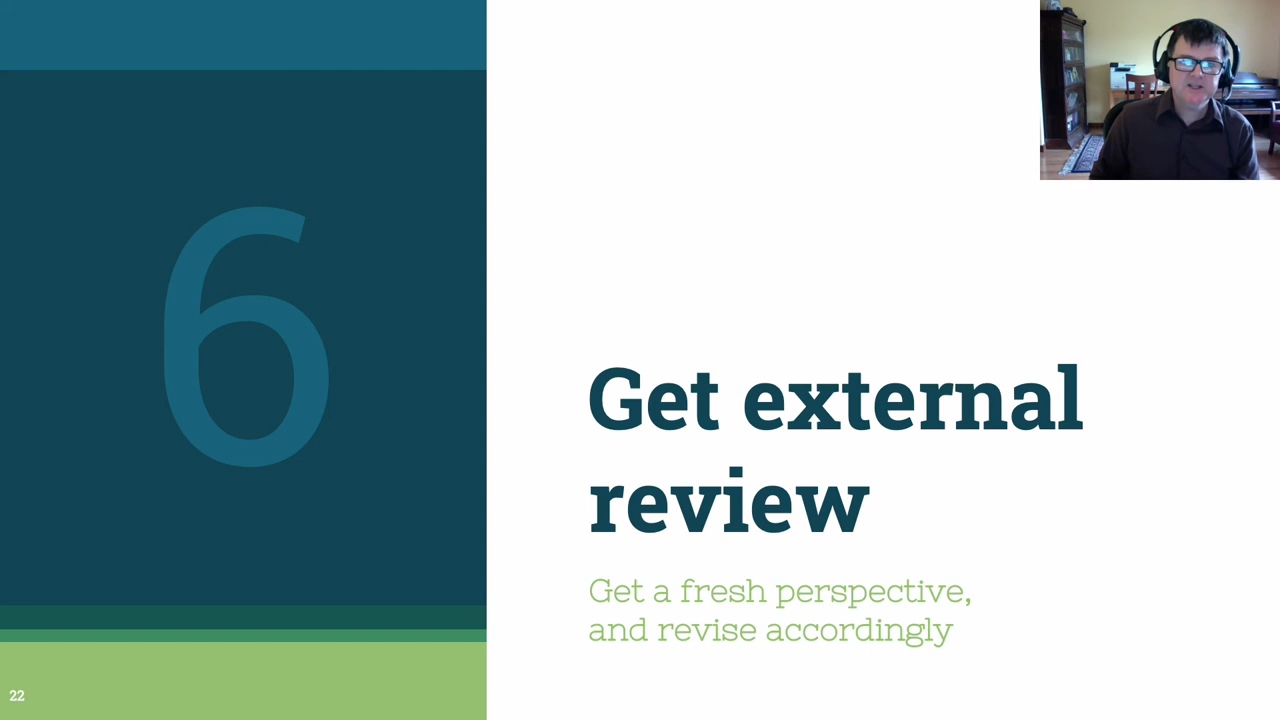 6
Get external
review
Get a fresh perspective,
and revise accordingly
22